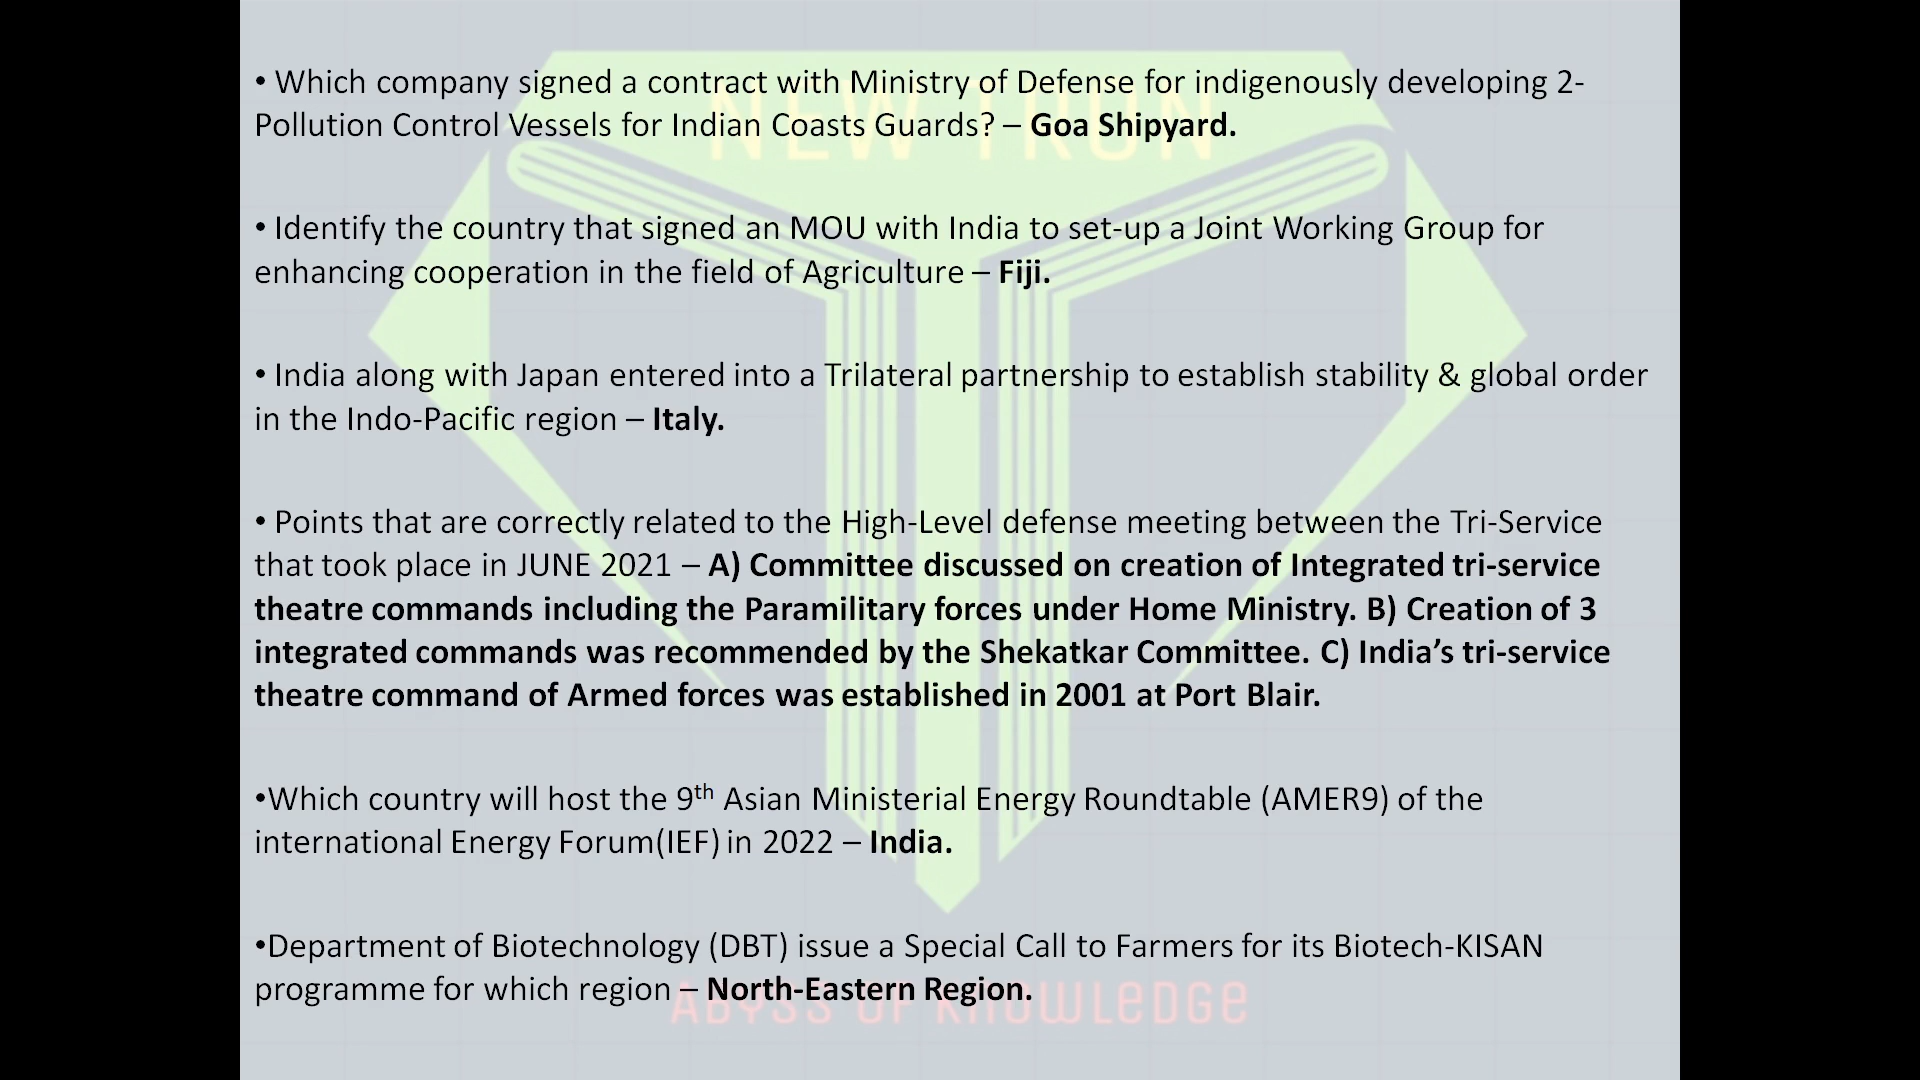 • Which company signed a contract with Ministry of Defense for indigenously developing 2-
Pollution Control Vessels for Indian Coasts Guards? – Goa Shipyard.
• Identify the country that signed an MOU with India to set-up a Joint Working Group for
enhancing cooperation in the field of Agriculture – Fiji.
• India along with Japan entered into a Trilateral partnership to establish stability & global order
in the Indo-Pacific region – Italy.
• Points that are correctly related to the High-Level defense meeting between the Tri-Service
that took place in JUNE 2021 – A) Committee discussed on creation of Integrated tri-service
theatre commands including the Paramilitary forces under Home Ministry. B) Creation of 3
integrated commands was recommended by the Shekatkar Committee. C) India’s tri-service
theatre command of Armed forces was established in 2001 at Port Blair.
•Which country will host the 9th Asian Ministerial Energy Roundtable (AMER9) of the
international Energy Forum(IEF) in 2022 – India.
•Department of Biotechnology (DBT) issue a Special Call to Farmers for its Biotech-KISAN
programme for which region – North-Eastern Region.
NEW TRON
ABYSS OF KNOWLEDGE